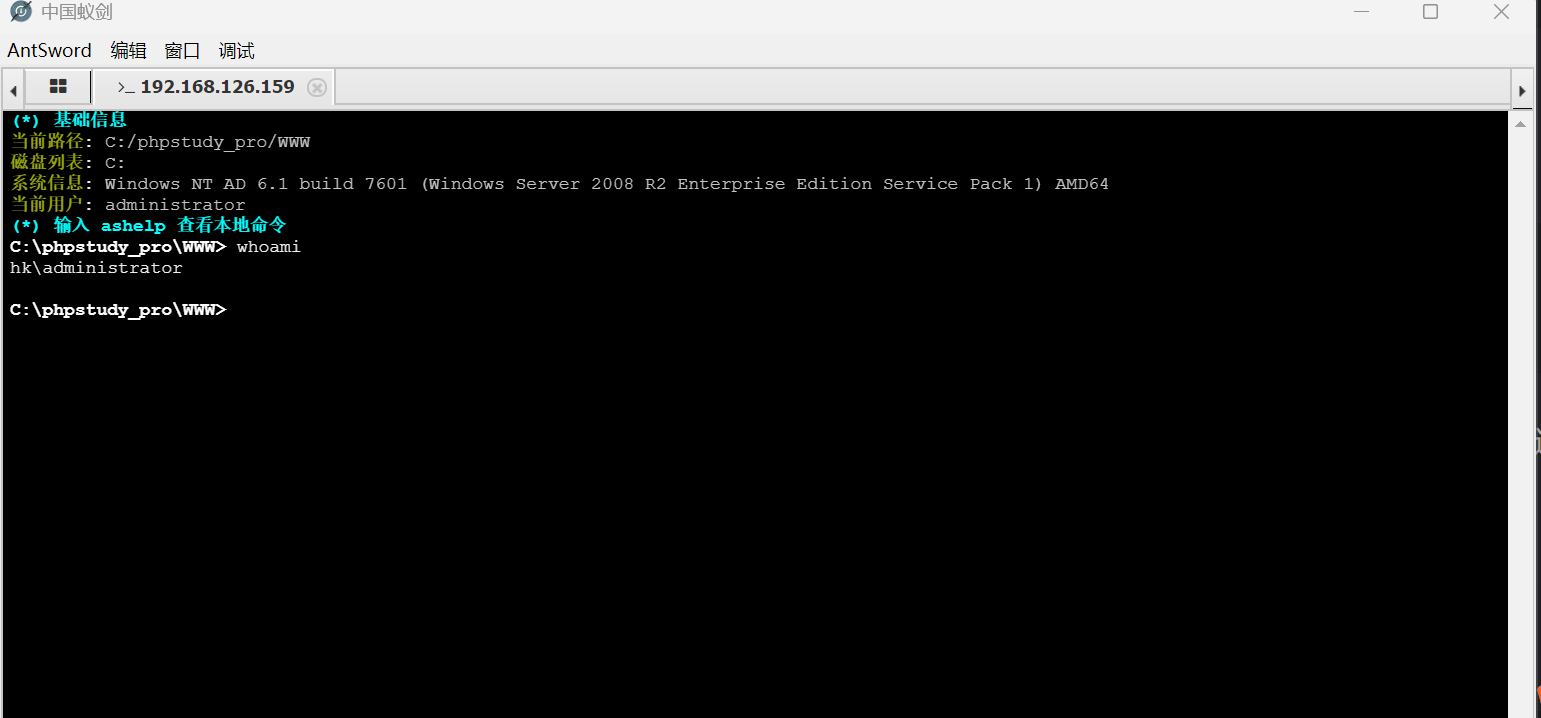 中国蚁剑
AntSword 编辑 窗口 调试
>_ 192.168.126.159
(*) 基础信息
当前路径: C:/phpstudy_pro/WWW
磁盘列表: C:
系统信息: Windows NT AD 6.1 build 7601 (Windows Server 2008 R2 Enterprise Edition Service Pack 1) AMD64
当前用户: administrator
(*) 输入 ashelp 查看本地命令
C:\phpstudy_pro\WWW> whoami
hk\administrator
C:\phpstudy_pro\WWW>